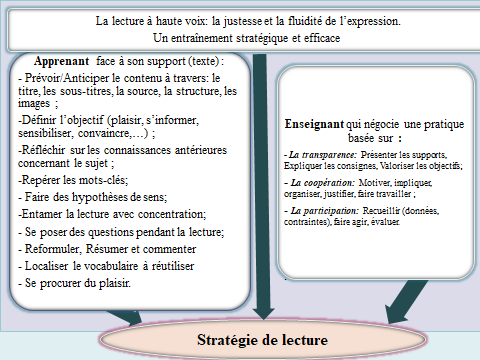 La lecture à haute voix: la justesse et la fluidité de l'expression.
Un entraînement stratégique et efficace
Apprenant face à son support (texte) :
- Prévoir/Anticiper le contenu à travers: le
titre, les sous-titres, la source, la structure, les
images ;
-Définir l'objectif (plaisir, s'informer,
sensibiliser, convaincre,…) ;
-Réfléchir sur les connaissances antérieures
concernant le sujet ;
-Repérer les mots-clés;
- Faire des hypothèses de sens;
-Entamer la lecture avec concentration;
- Se poser des questions pendant la lecture;
- Reformuler, Résumer et commenter
- Localiser le vocabulaire à réutiliser
- Se procurer du plaisir.
Enseignant qui négocie une pratique
basée sur :
- La transparence: Présenter les supports,
Expliquer les consignes, Valoriser les objectifs;
- La coopération: Motiver, impliquer,
organiser, justifier, faire travailler ;
- La participation: Recueillir (données,
contraintes), faire agir, évaluer.
Stratégie de lecture